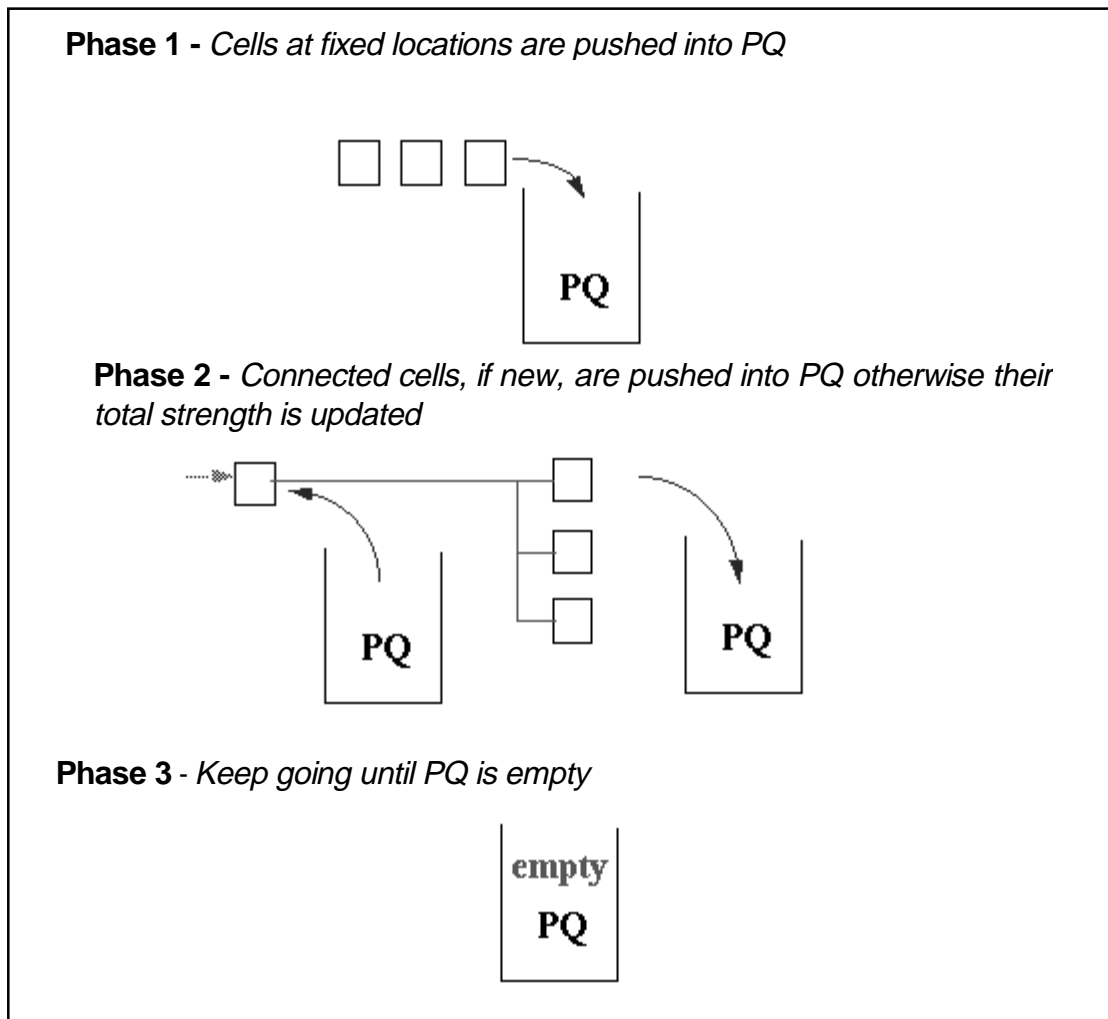 Phase 1 - Cells at fixed locations are pushed into PQ
PQ
Phase 2 - Connected cells, if new, are pushed into PQ otherwise their
total strength is updated
PQ
PQ
Phase 3 - Keep going until PQ is empty
empty
PQ